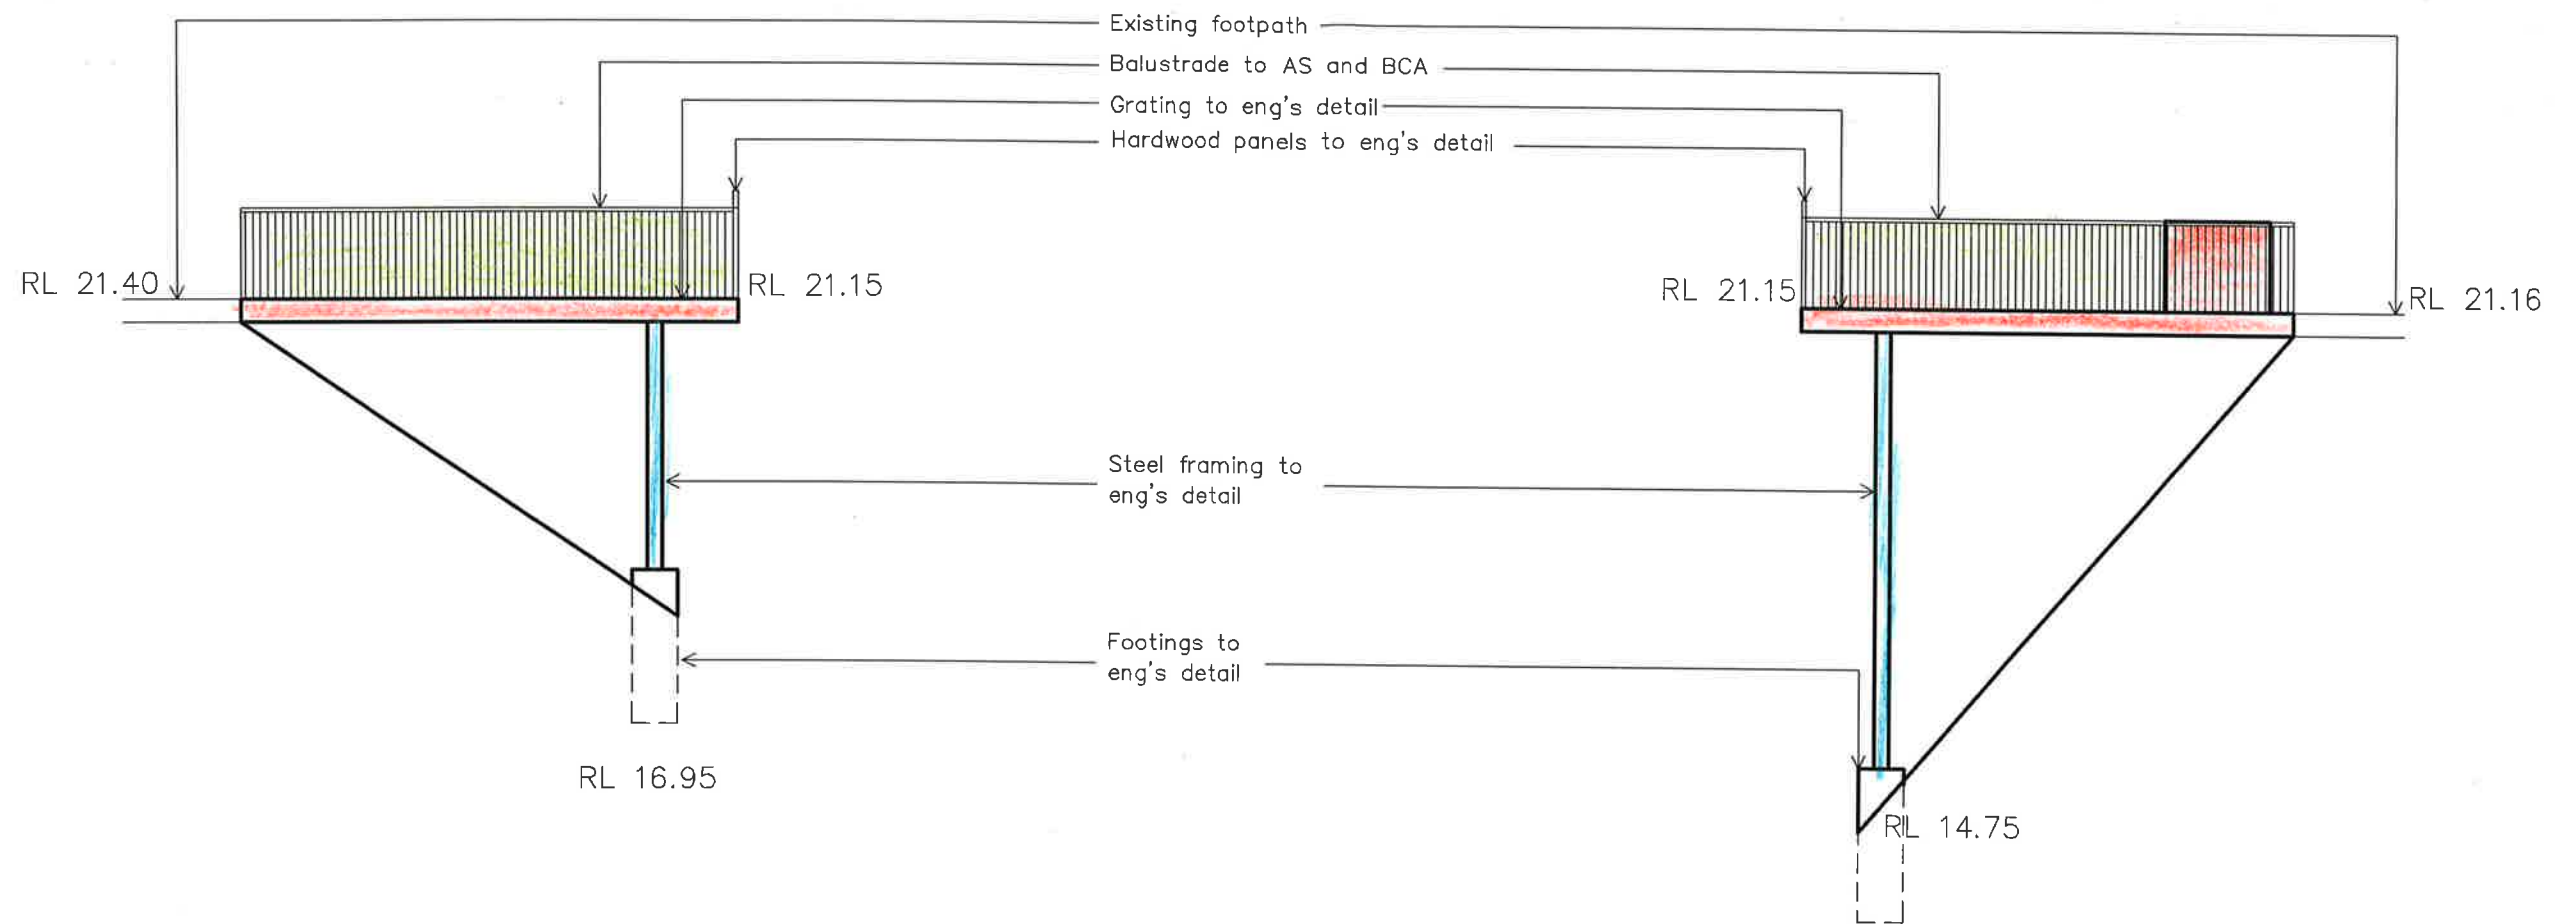 Existing footpath
Balustrade to AS and BCA
Grating to eng's detail
Hardwood panels to eng's detail
RL 21.40
RL 21.15
RL 21.15
RL 21.16
Steel framing to
eng's detail
Footings to
eng's detail
RL 16.95
RL 14.75